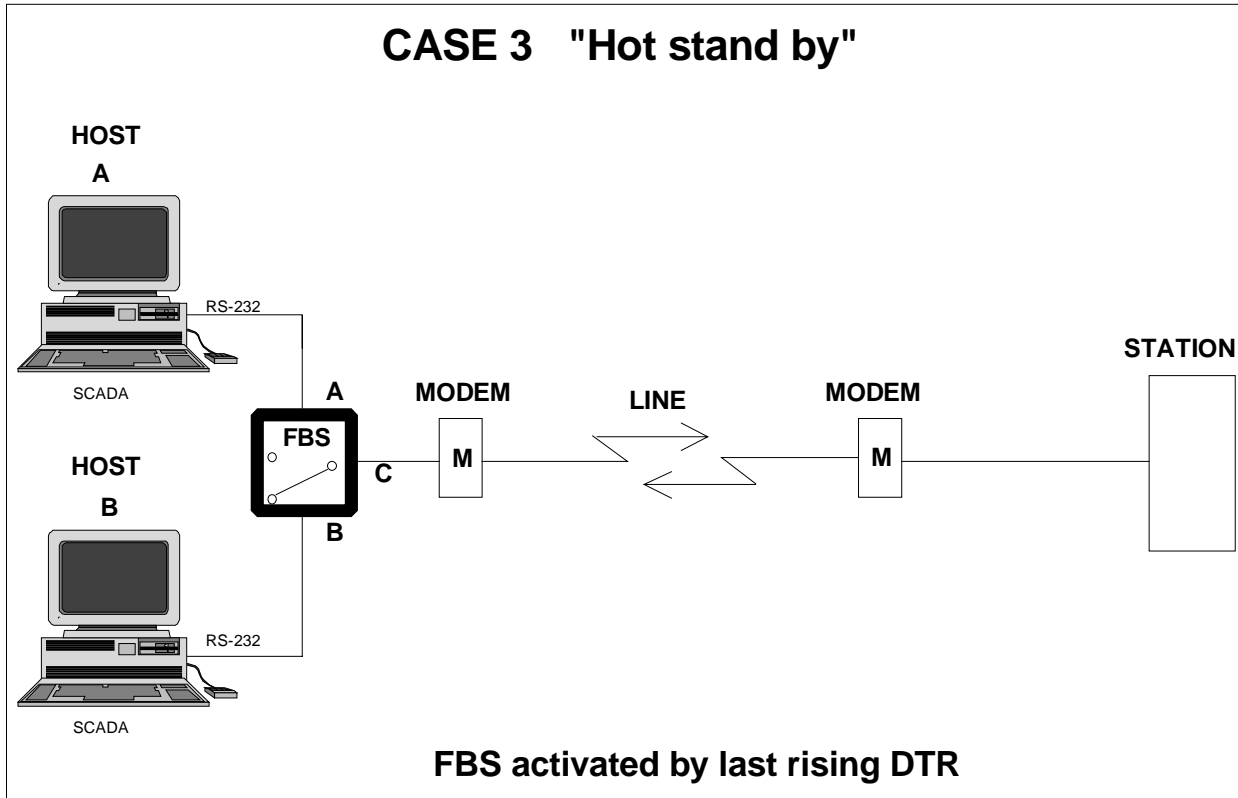 CASE 3 "Hot stand by"
HOST
A
RS-232
SCADA
HOST
B
RS-232
SCADA
A
FBS
C
B
MODEM
M
LINE
MODEM
M
STATION
FBS activated by last rising DTR